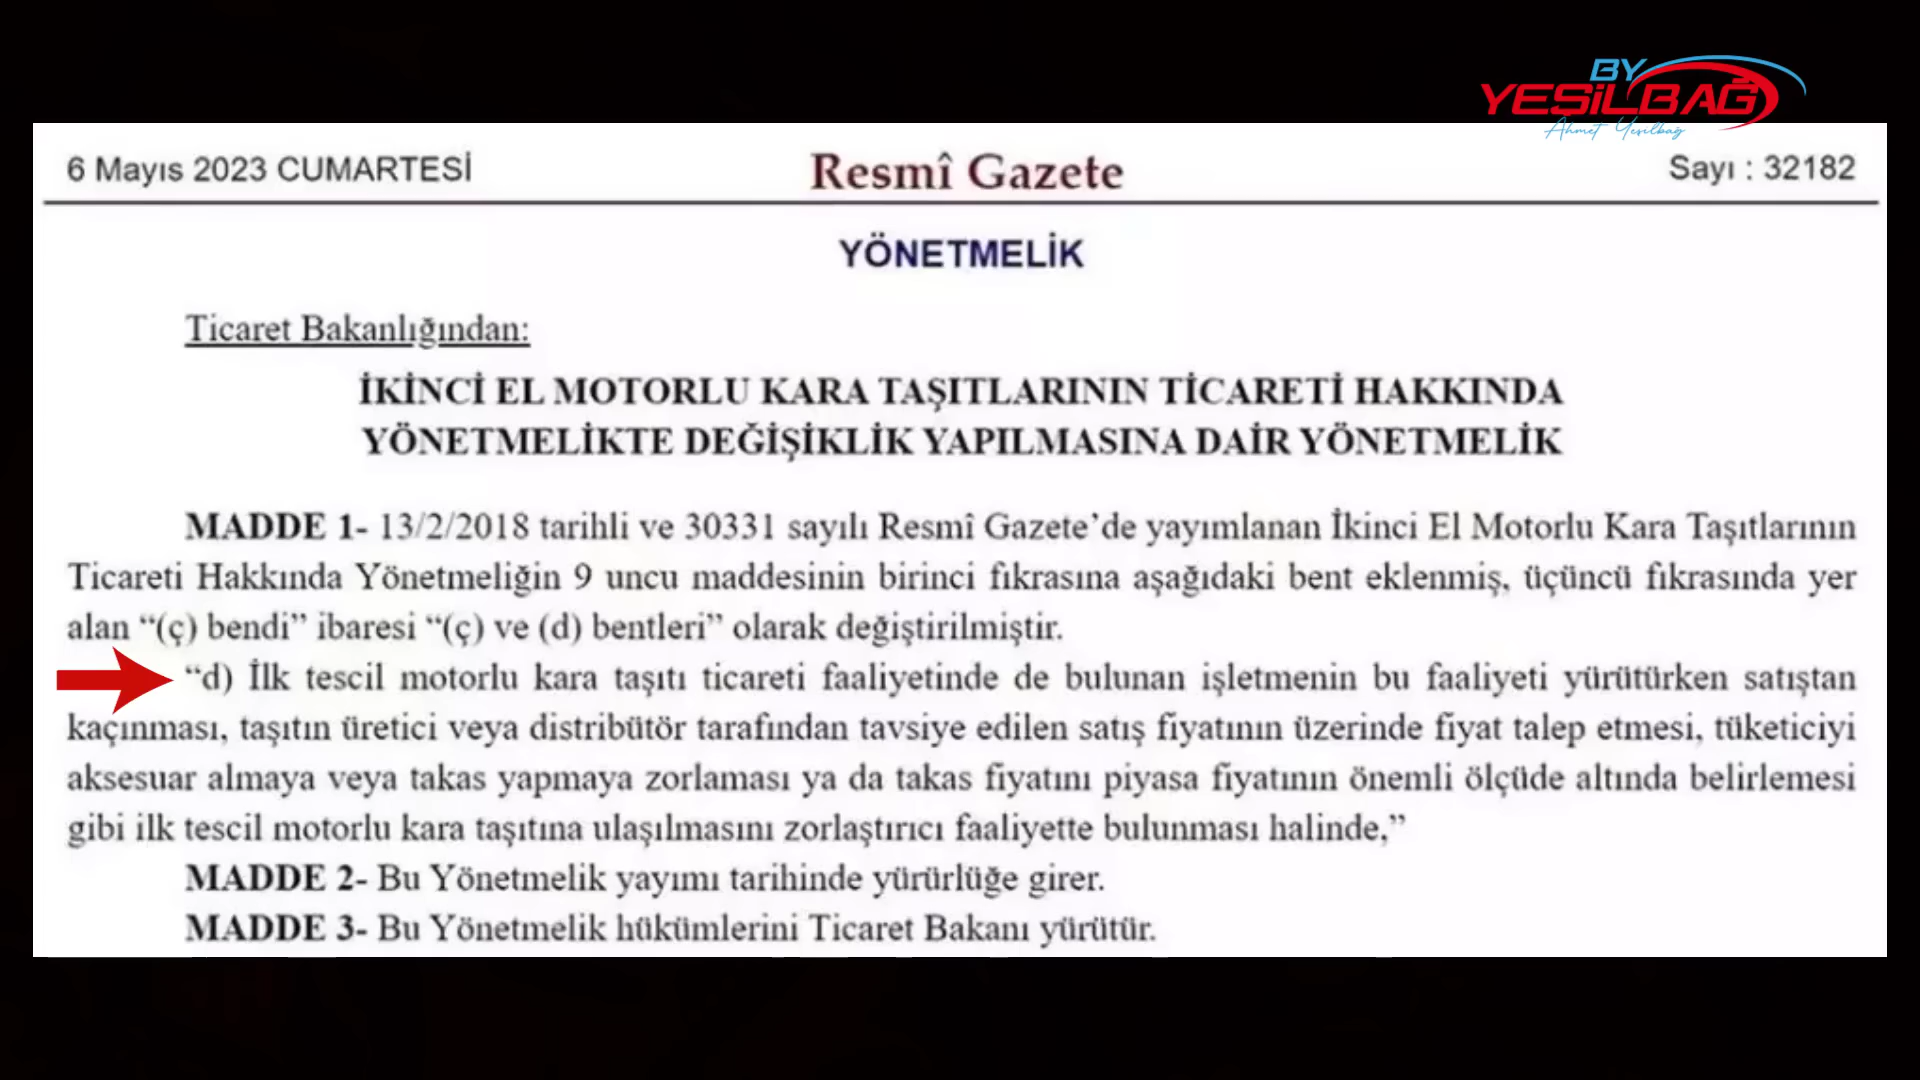 BY
YEŞİLBAĞ
Ahmet Yeşilbağ
6 Mayıs 2023 CUMARTESİ
Resmî Gazete
Sayı : 32182
YÖNETMELİK
Ticaret Bakanlığından:
İKİNCİ EL MOTORLU KARA TAŞITLARININ TİCARETİ HAKKINDA
YÖNETMELİKTE DEĞİŞİKLİK YAPILMASINA DAİR YÖNETMELİK
MADDE 1- 13/2/2018 tarihli ve 30331 sayılı Resmî Gazete’de yayımlanan İkinci El Motorlu Kara Taşıtlarının
Ticareti Hakkında Yönetmeliğin 9 uncu maddesinin birinci fıkrasına aşağıdaki bent eklenmiş, üçüncü fıkrasında yer
alan “(ç) bendi” ibaresi “(ç) ve (d) bentleri” olarak değiştirilmiştir.
“d) İlk tescil motorlu kara taşıtı ticareti faaliyetinde de bulunan işletmenin bu faaliyeti yürütürken satıştan
kaçınması, taşıtın üretici veya distribütör tarafından tavsiye edilen satış fiyatının üzerinde fiyat talep etmesi, tüketiciyi
aksesuar almaya veya takas yapmaya zorlaması ya da takas fiyatını piyasa fiyatının önemli ölçüde altında belirlemesi
gibi ilk tescil motorlu kara taşıtına ulaşılmasını zorlaştırıcı faaliyette bulunması halinde,”
MADDE 2- Bu Yönetmelik yayımı tarihinde yürürlüğe girer.
MADDE 3- Bu Yönetmelik hükümlerini Ticaret Bakanı yürütür.